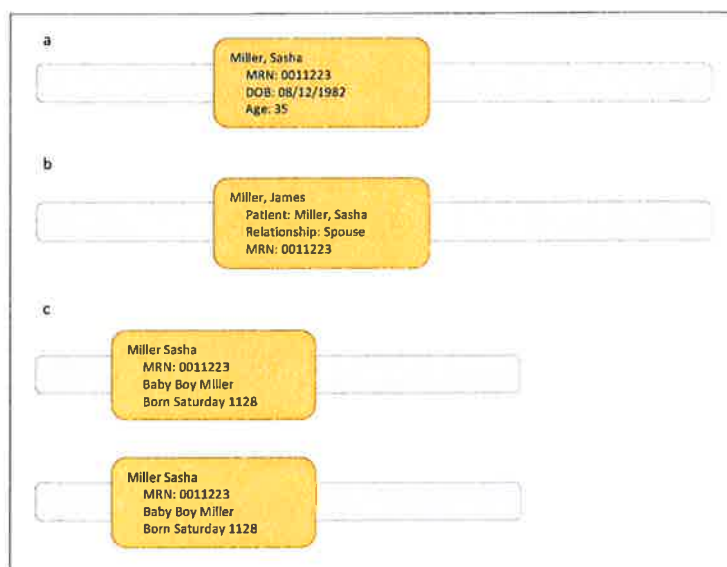 a
Miller, Sasha
MRN: 0011223
DOB: 08/12/1982
Age: 35
b
Miller, James
Patient: Miller, Sasha
Relationship: Spouse
MRN: 0011223
c
Miller Sasha
MRN: 0011223
Baby Boy Miller
Born Saturday 1128
Miller Sasha
MRN: 0011223
Baby Boy Miller
Born Saturday 1128